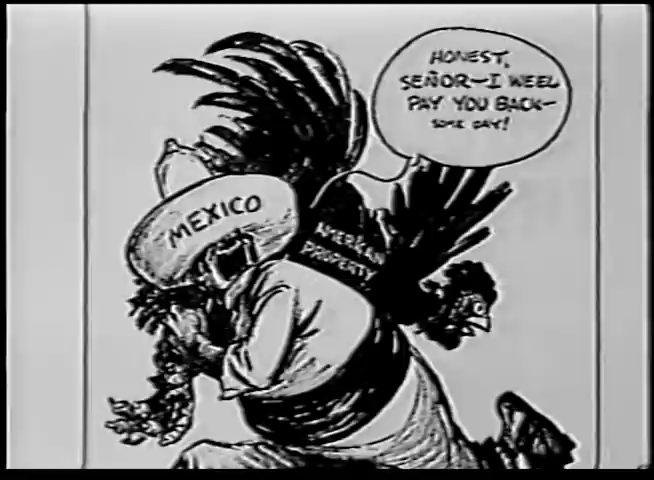 HONEST,
SEÑOR—I WEEL
PAY YOU BACK—
SOME DAY!
MEXICO
AMERICAN
PROPERTY